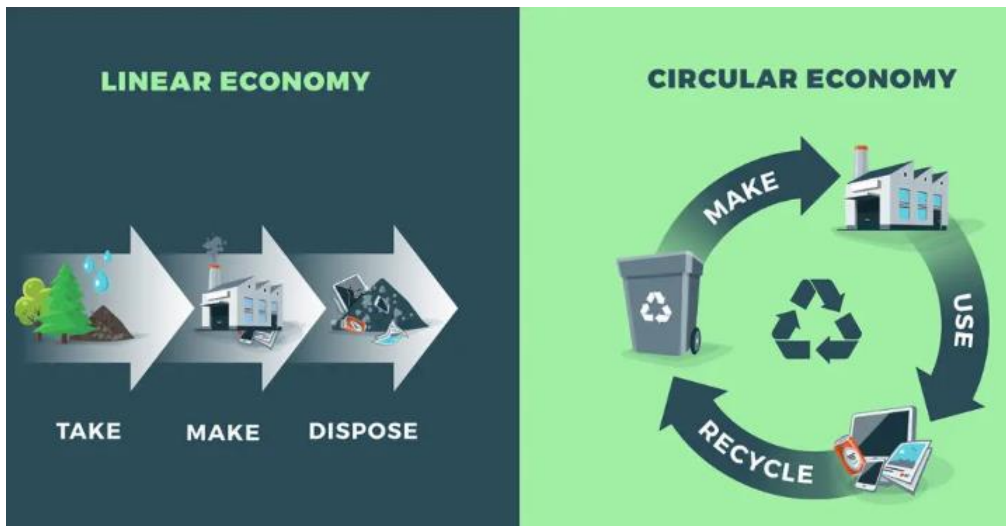 LINEAR ECONOMY
TAKE
MAKE
DISPOSE
CIRCULAR ECONOMY
MAKE
USE
RECYCLE